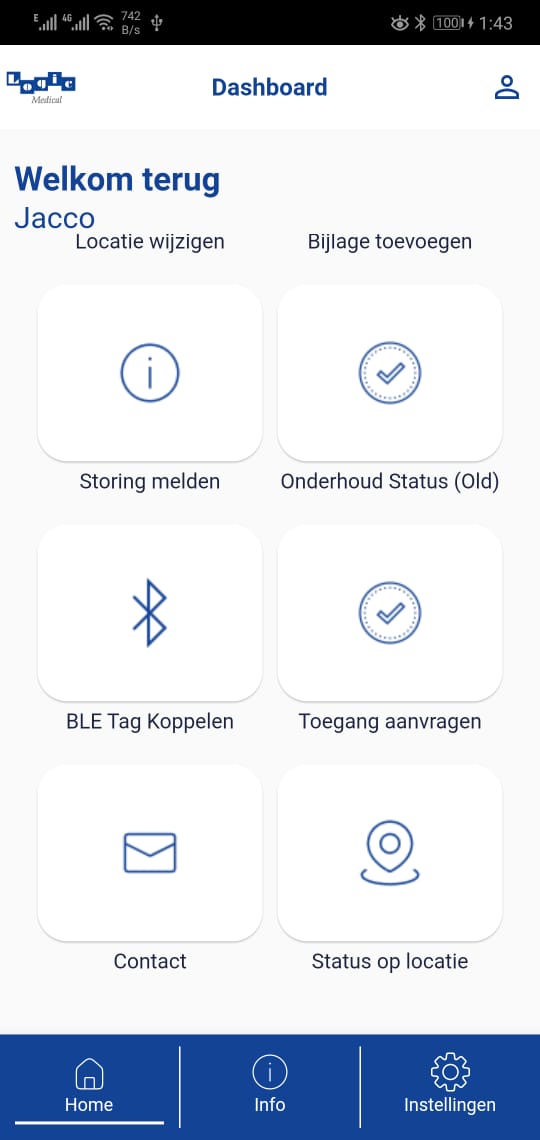 E 4G 742 B/s 100 1:43
Logic
Medical
Dashboard
Welkom terug
Jacco
Locatie wijzigen Bijlage toevoegen
Storing melden Onderhoud Status (Old)
BLE Tag Koppelen Toegang aanvragen
Contact Status op locatie
Home Info Instellingen